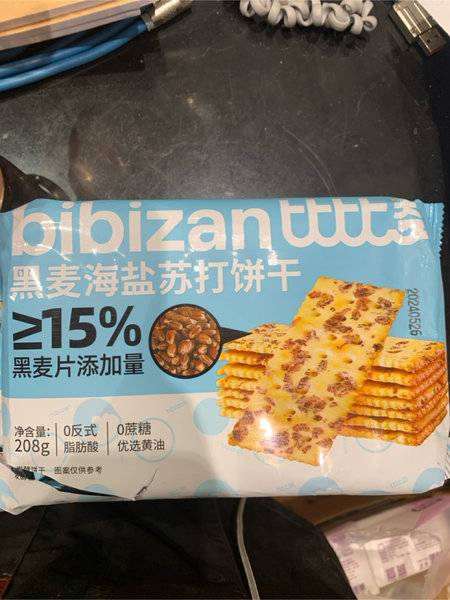 bibizan
黑麦海盐苏打饼干
≥15%
黑麦片添加量
20240526
净含量:
208g
0反式
脂肪酸
0蔗糖
优选黄油
图案仅供参考